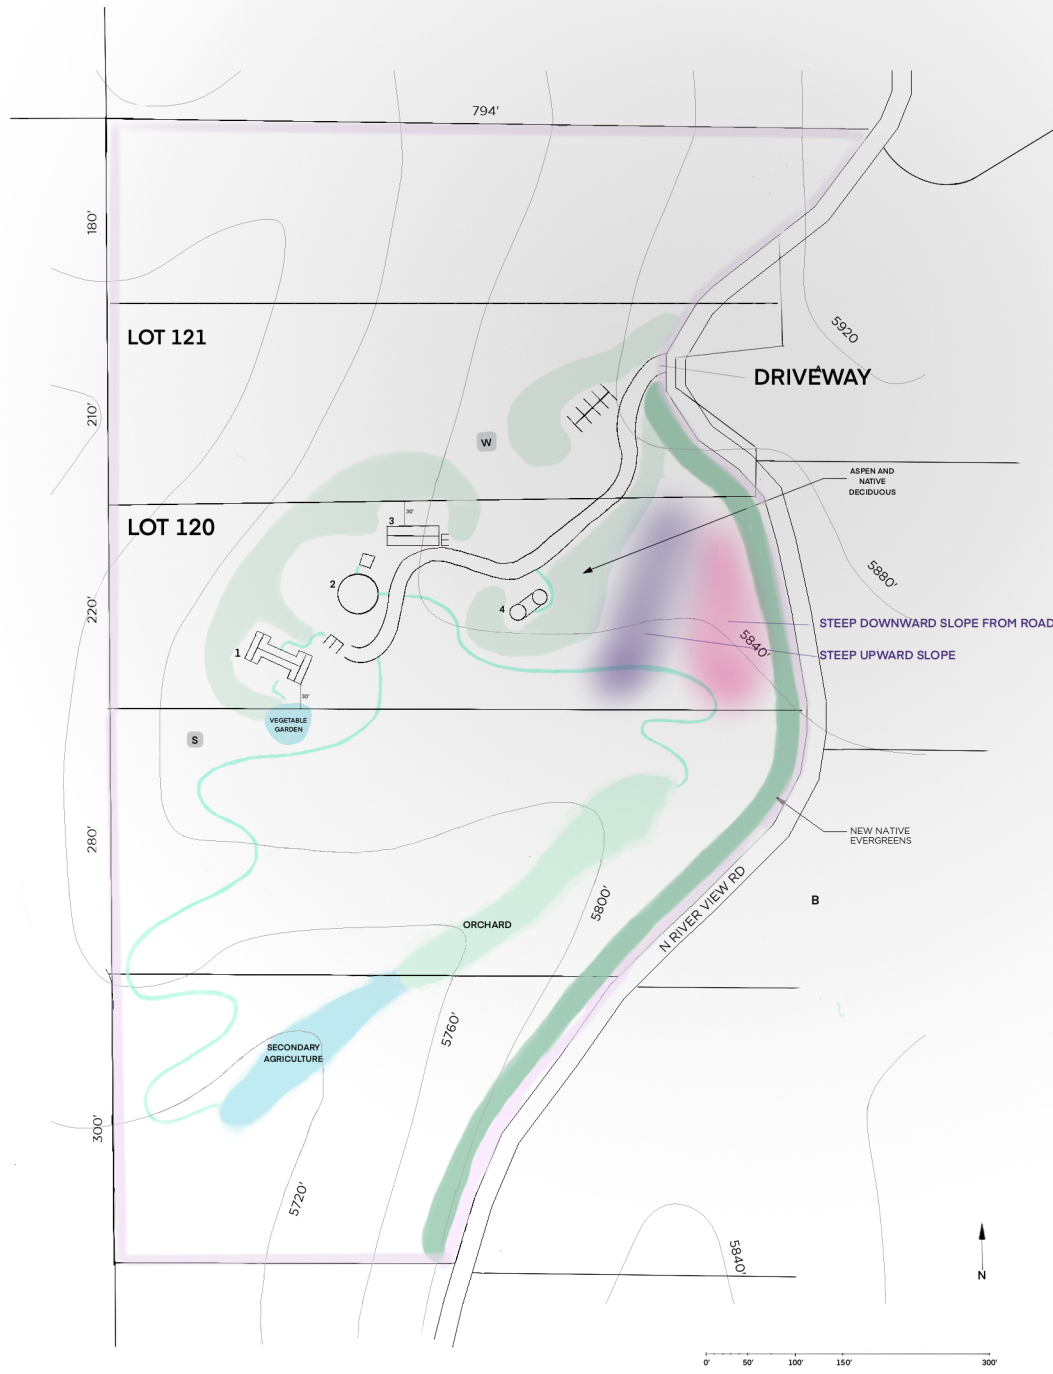 794'
180'
5920
LOT 121
A
DRIVEWAY
210'
W
ASPEN AND
NATIVE
DECIDUOUS
30'
3
LOT 120
2
5880'
220'
4
STEEP DOWNWARD SLOPE FROM ROAD
5840'
1
STEEP UPWARD SLOPE
30'
VEGETABLE
GARDEN
S
280'
NEW NATIVE
EVERGREENS
5800'
N RIVER VIEW RD
B
ORCHARD
5760'
SECONDARY
AGRICULTURE
300'
5720'
5840'
N
0' 50' 100' 150' 300'